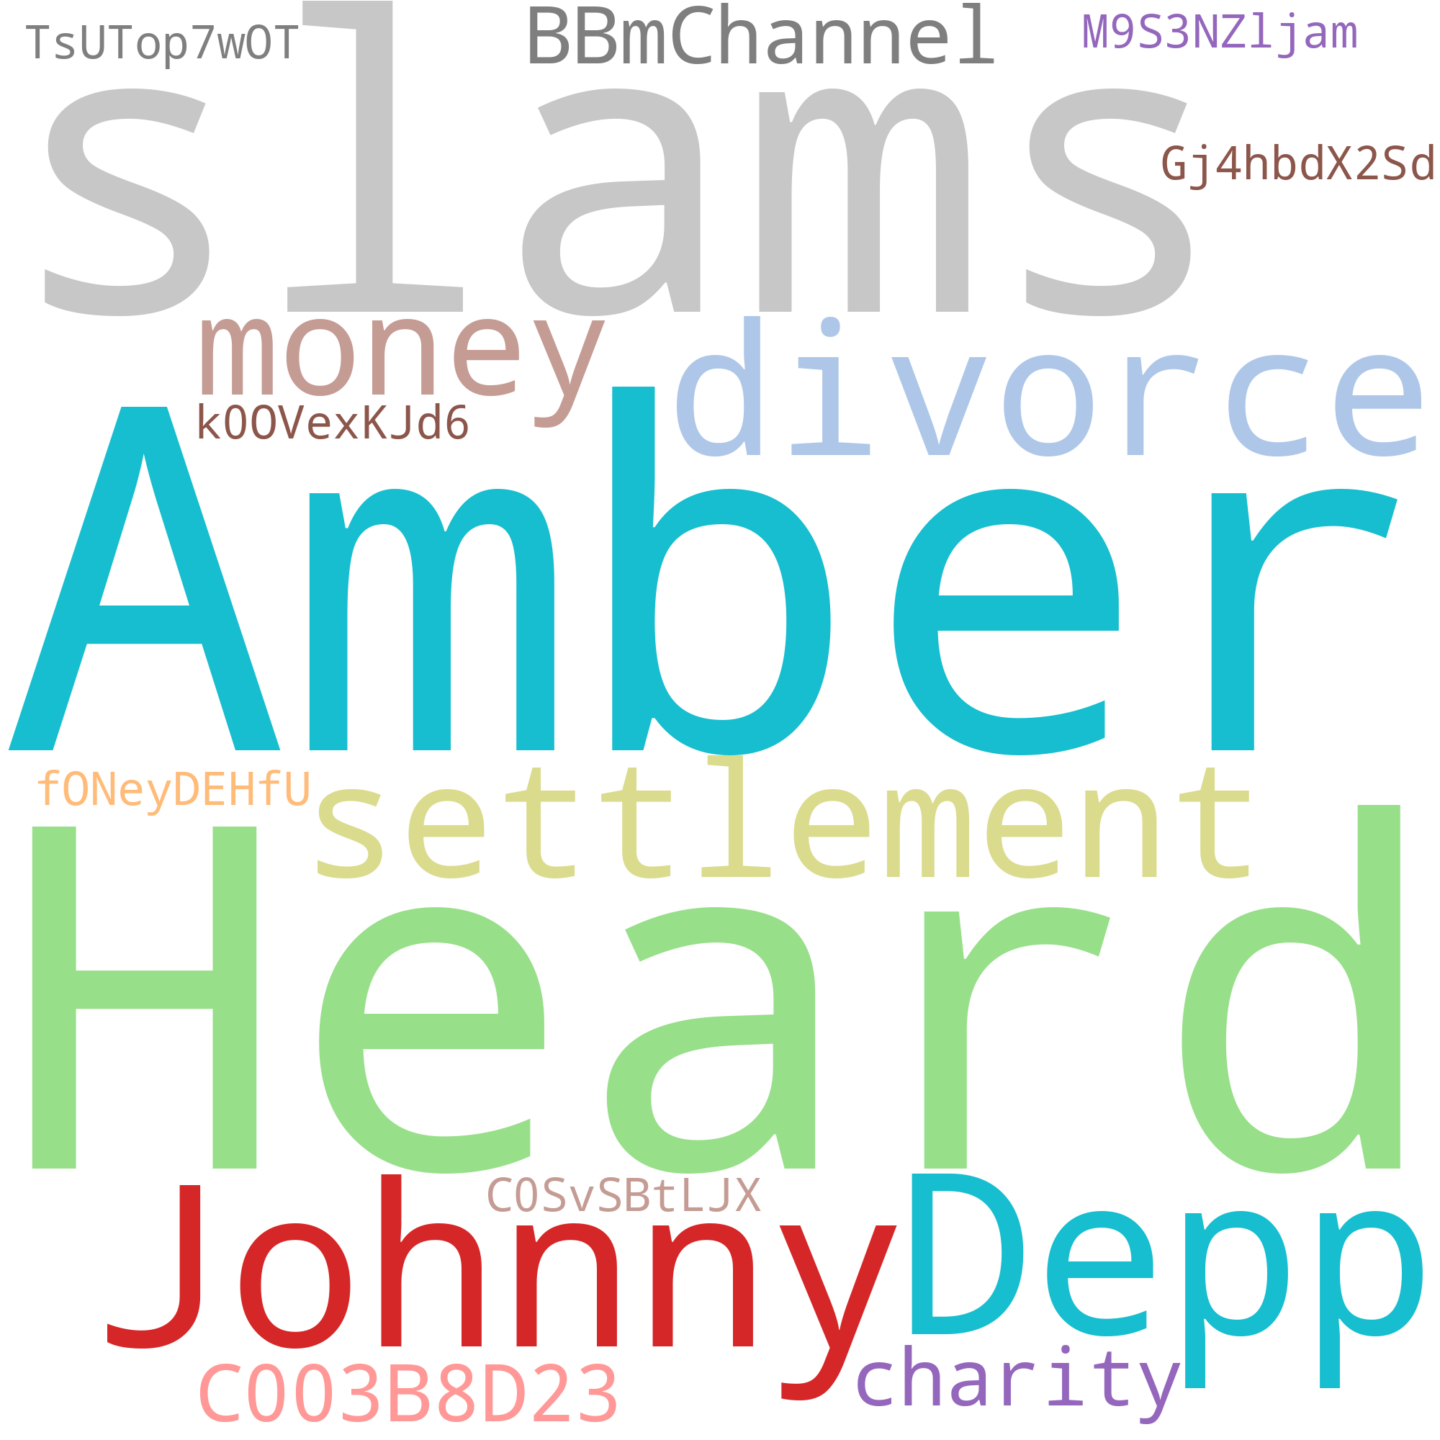 TsUTop7wOT
BBmChannel
M9S3NZljam
slams
Gj4hbdX2Sd
money
divorce
k0OVexKJd6
Amber
fONeyDEHfU
settlement
Heard
C0SvSBtLJX
Johnny
Depp
C003B8D23
charity